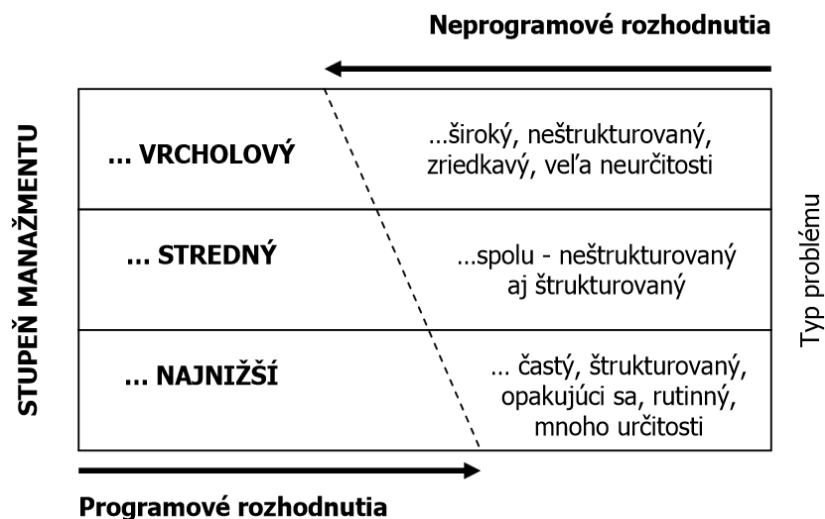 Neprogramové rozhodnutia
STUPEŇ MANAŽMENTU
... VRCHOLOVÝ
...široký, neštrukturovaný,
zriedkavý, veľa neurčitosti
... STREDNÝ
...spolu - neštrukturovaný
aj štrukturovaný
... NAJNIŽŠÍ
... častý, štrukturovaný,
opakujúci sa, rutinný,
mnoho určitosti
Typ problému
Programové rozhodnutia